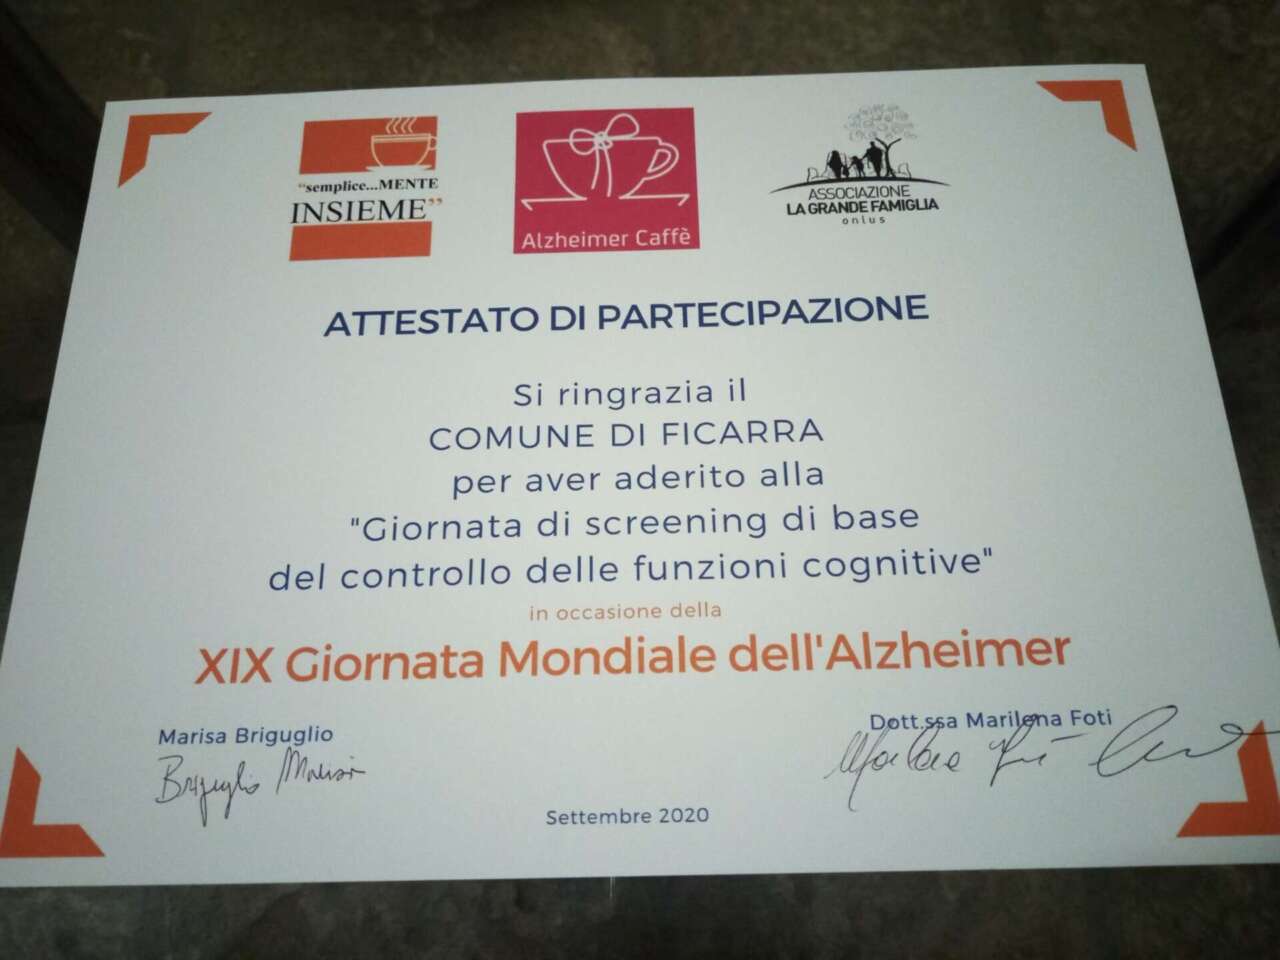 "semplice...MENTE
INSIEME"
Alzheimer Caffè
ASSOCIAZIONE
LA GRANDE FAMIGLIA
onlus
ATTESTATO DI PARTECIPAZIONE
Si ringrazia il
COMUNE DI FICARRA
per aver aderito alla
"Giornata di screening di base
del controllo delle funzioni cognitive"
in occasione della
XIX Giornata Mondiale dell'Alzheimer
Marisa Briguglio
Briguglio Marisa
Dott.ssa Marilena Foti
Settembre 2020